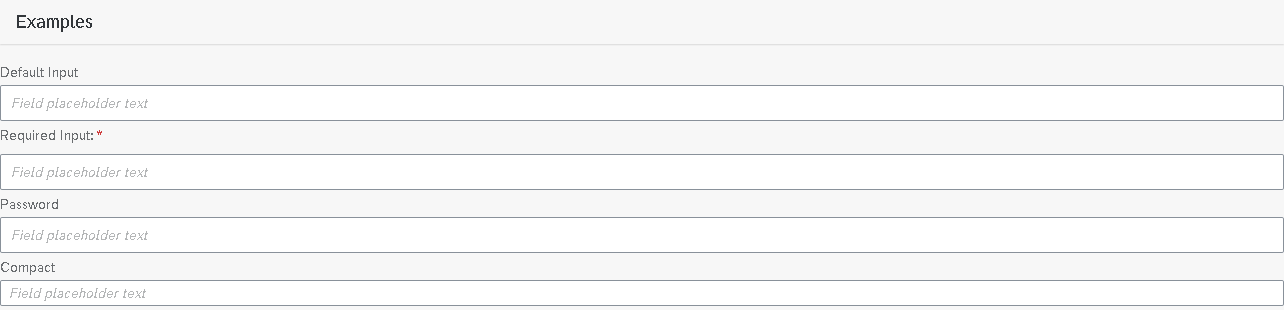 Examples
Default Input
Field placeholder text
Required Input: *
Field placeholder text
Password
Field placeholder text
Compact
Field placeholder text